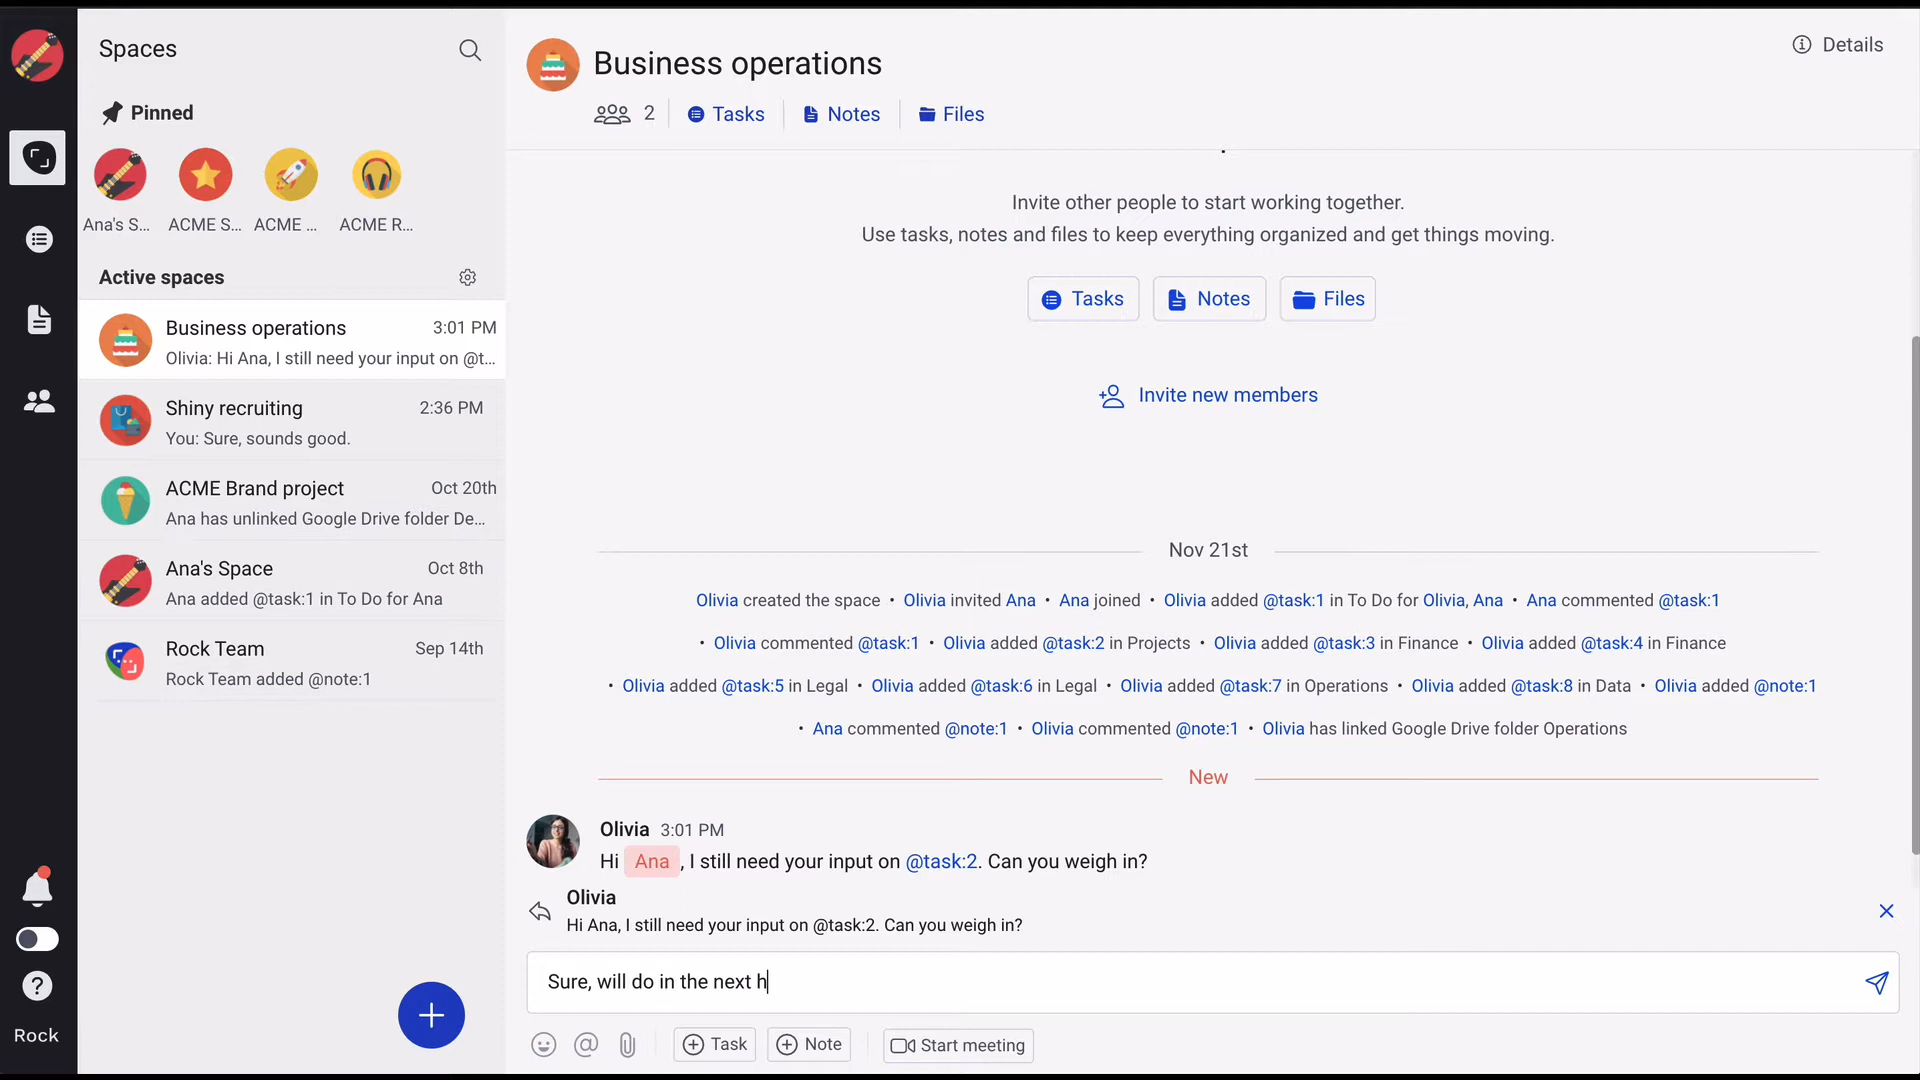 Spaces
Pinned
Ana's S...
ACME S...
ACME ...
ACME R...
Active spaces
Business operations 3:01 PM
Olivia: Hi Ana, I still need your input on @t...
Shiny recruiting 2:36 PM
You: Sure, sounds good.
ACME Brand project Oct 20th
Ana has unlinked Google Drive folder De...
Ana's Space Oct 8th
Ana added @task:1 in To Do for Ana
Rock Team Sep 14th
Rock Team added @note:1
Rock
Business operations
Details
2 Tasks Notes Files
Invite other people to start working together.
Use tasks, notes and files to keep everything organized and get things moving.
Tasks Notes Files
Invite new members
Nov 21st
Olivia created the space • Olivia invited Ana • Ana joined • Olivia added @task:1 in To Do for Olivia, Ana • Ana commented @task:1
• Olivia commented @task:1 • Olivia added @task:2 in Projects • Olivia added @task:3 in Finance • Olivia added @task:4 in Finance
• Olivia added @task:5 in Legal • Olivia added @task:6 in Legal • Olivia added @task:7 in Operations • Olivia added @task:8 in Data • Olivia added @note:1
• Ana commented @note:1 • Olivia commented @note:1 • Olivia has linked Google Drive folder Operations
New
Olivia 3:01 PM
Hi Ana , I still need your input on @task:2. Can you weigh in?
Olivia
Hi Ana, I still need your input on @task:2. Can you weigh in?
Sure, will do in the next h
Task Note Start meeting